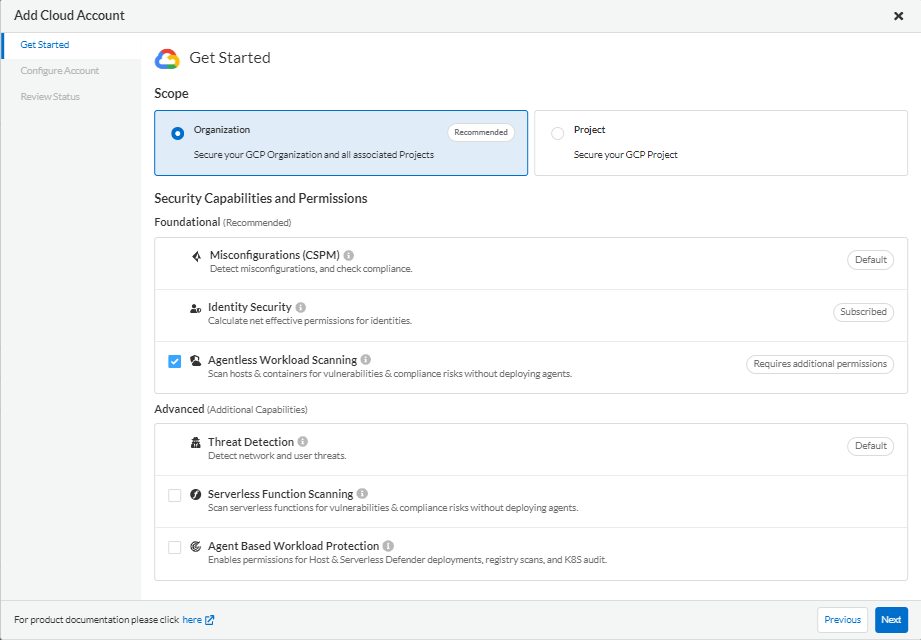 Add Cloud Account
Get Started
Configure Account
Review Status
Get Started
Scope
Organization
Recommended
Secure your GCP Organization and all associated Projects
Project
Secure your GCP Project
Security Capabilities and Permissions
Foundational (Recommended)
Misconfigurations (CSPM)
Detect misconfigurations, and check compliance.
Default
Identity Security
Calculate net effective permissions for identities.
Subscribed
Agentless Workload Scanning
Scan hosts & containers for vulnerabilities & compliance risks without deploying agents.
Requires additional permissions
Advanced (Additional Capabilities)
Threat Detection
Detect network and user threats.
Default
Serverless Function Scanning
Scan serverless functions for vulnerabilities & compliance risks without deploying agents.
Agent Based Workload Protection
Enables permissions for Host & Serverless Defender deployments, registry scans, and K8S audit.
For product documentation please click here
Previous
Next